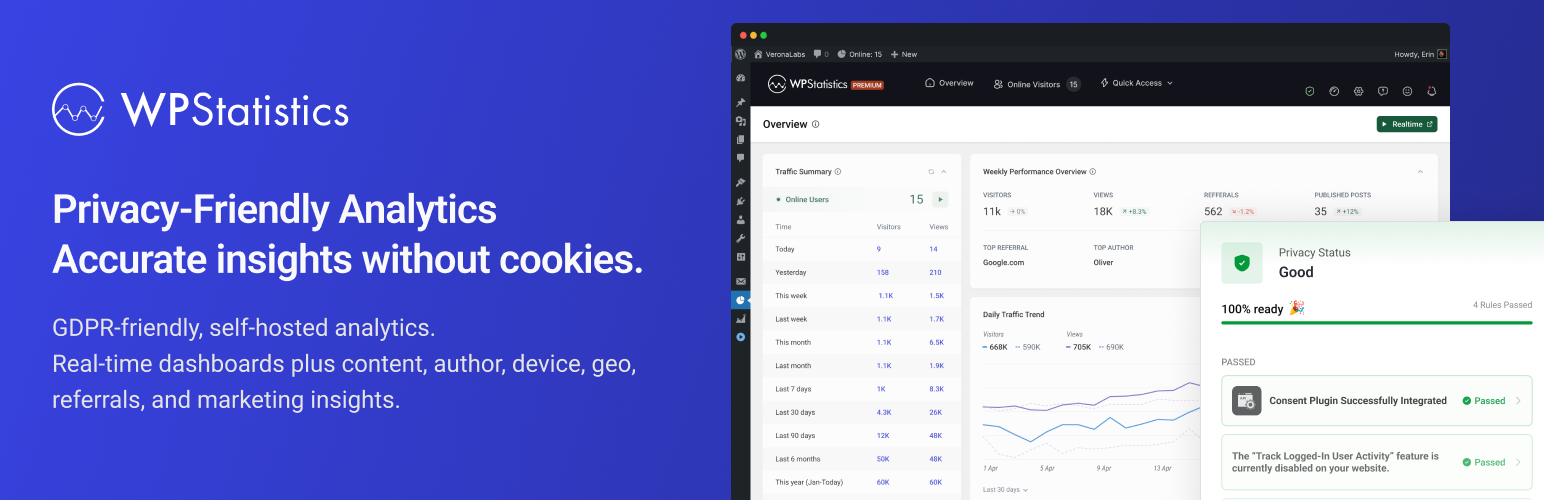 WPStatistics
Privacy-Friendly Analytics
Accurate insights without cookies.
GDPR-friendly, self-hosted analytics.
Real-time dashboards plus content, author, device, geo,
referrals, and marketing insights.
VeronaLabs 0 Online: 15 New Howdy, Erin
WPStatistics PREMIUM Overview Online Visitors 15 Quick Access
Overview Realtime
Traffic Summary
Online Users 15
Time Visitors Views
Today 9 14
Yesterday 158 210
This week 1.1K 1.5K
Last week 1.1K 1.7K
This month 1.1K 6.5K
Last month 1.1K 1.9K
Last 7 days 1K 8.3K
Last 30 days 4.3K 26K
Last 90 days 12K 48K
Last 6 months 50K 48K
This year (Jan-Today) 60K 60K
Weekly Performance Overview
VISITORS VIEWS REFFERALS PUBLISHED POSTS
11k 0% 18K +8.3% 562 -1.2% 35 +12%
TOP REFERRAL TOP AUTHOR
Google.com Oliver
Daily Traffic Trend
Visitors Views
668K 590K 705K 690K
1 Apr 5 Apr 9 Apr 13 Apr
Last 30 days
Privacy Status
Good
100% ready 🎉 4 Rules Passed
PASSED
Consent Plugin Successfully Integrated Passed
The “Track Logged-In User Activity” feature is
currently disabled on your website. Passed